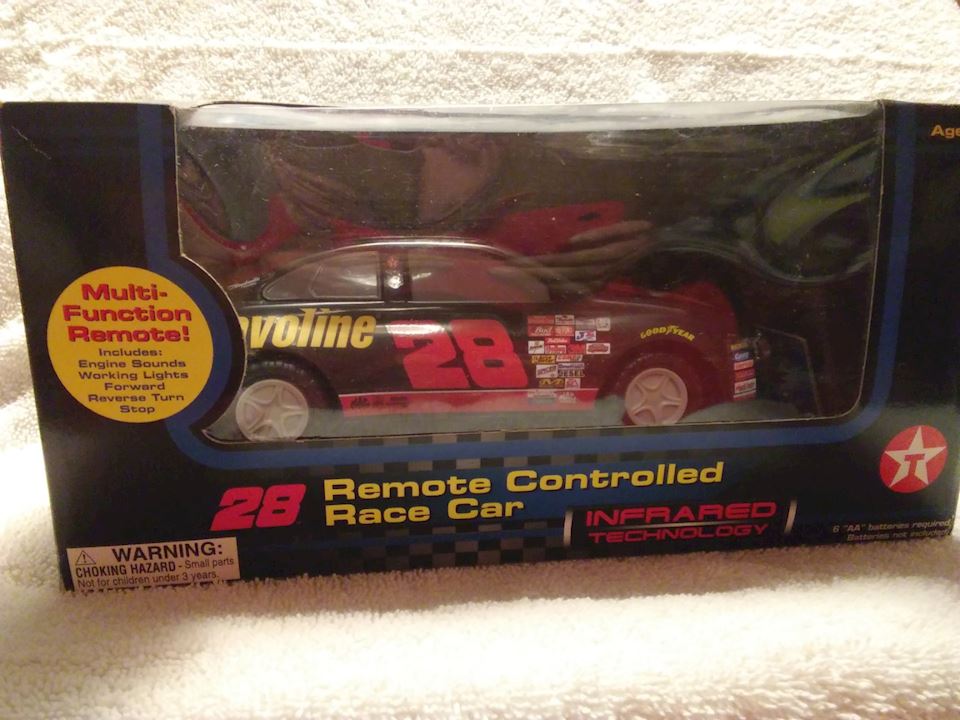 Multi-
Function
Remote!
Includes:
Engine Sounds
Working Lights
Forward
Reverse Turn
Stop
avoline
28
GOODYEAR
Bud
DIESEL
28
Remote Controlled
Race Car
INFRARED
TECHNOLOGY
T
6 "AA" batteries required
Batteries not included
WARNING:
CHOKING HAZARD - Small parts
Not for children under 3 years.
Age